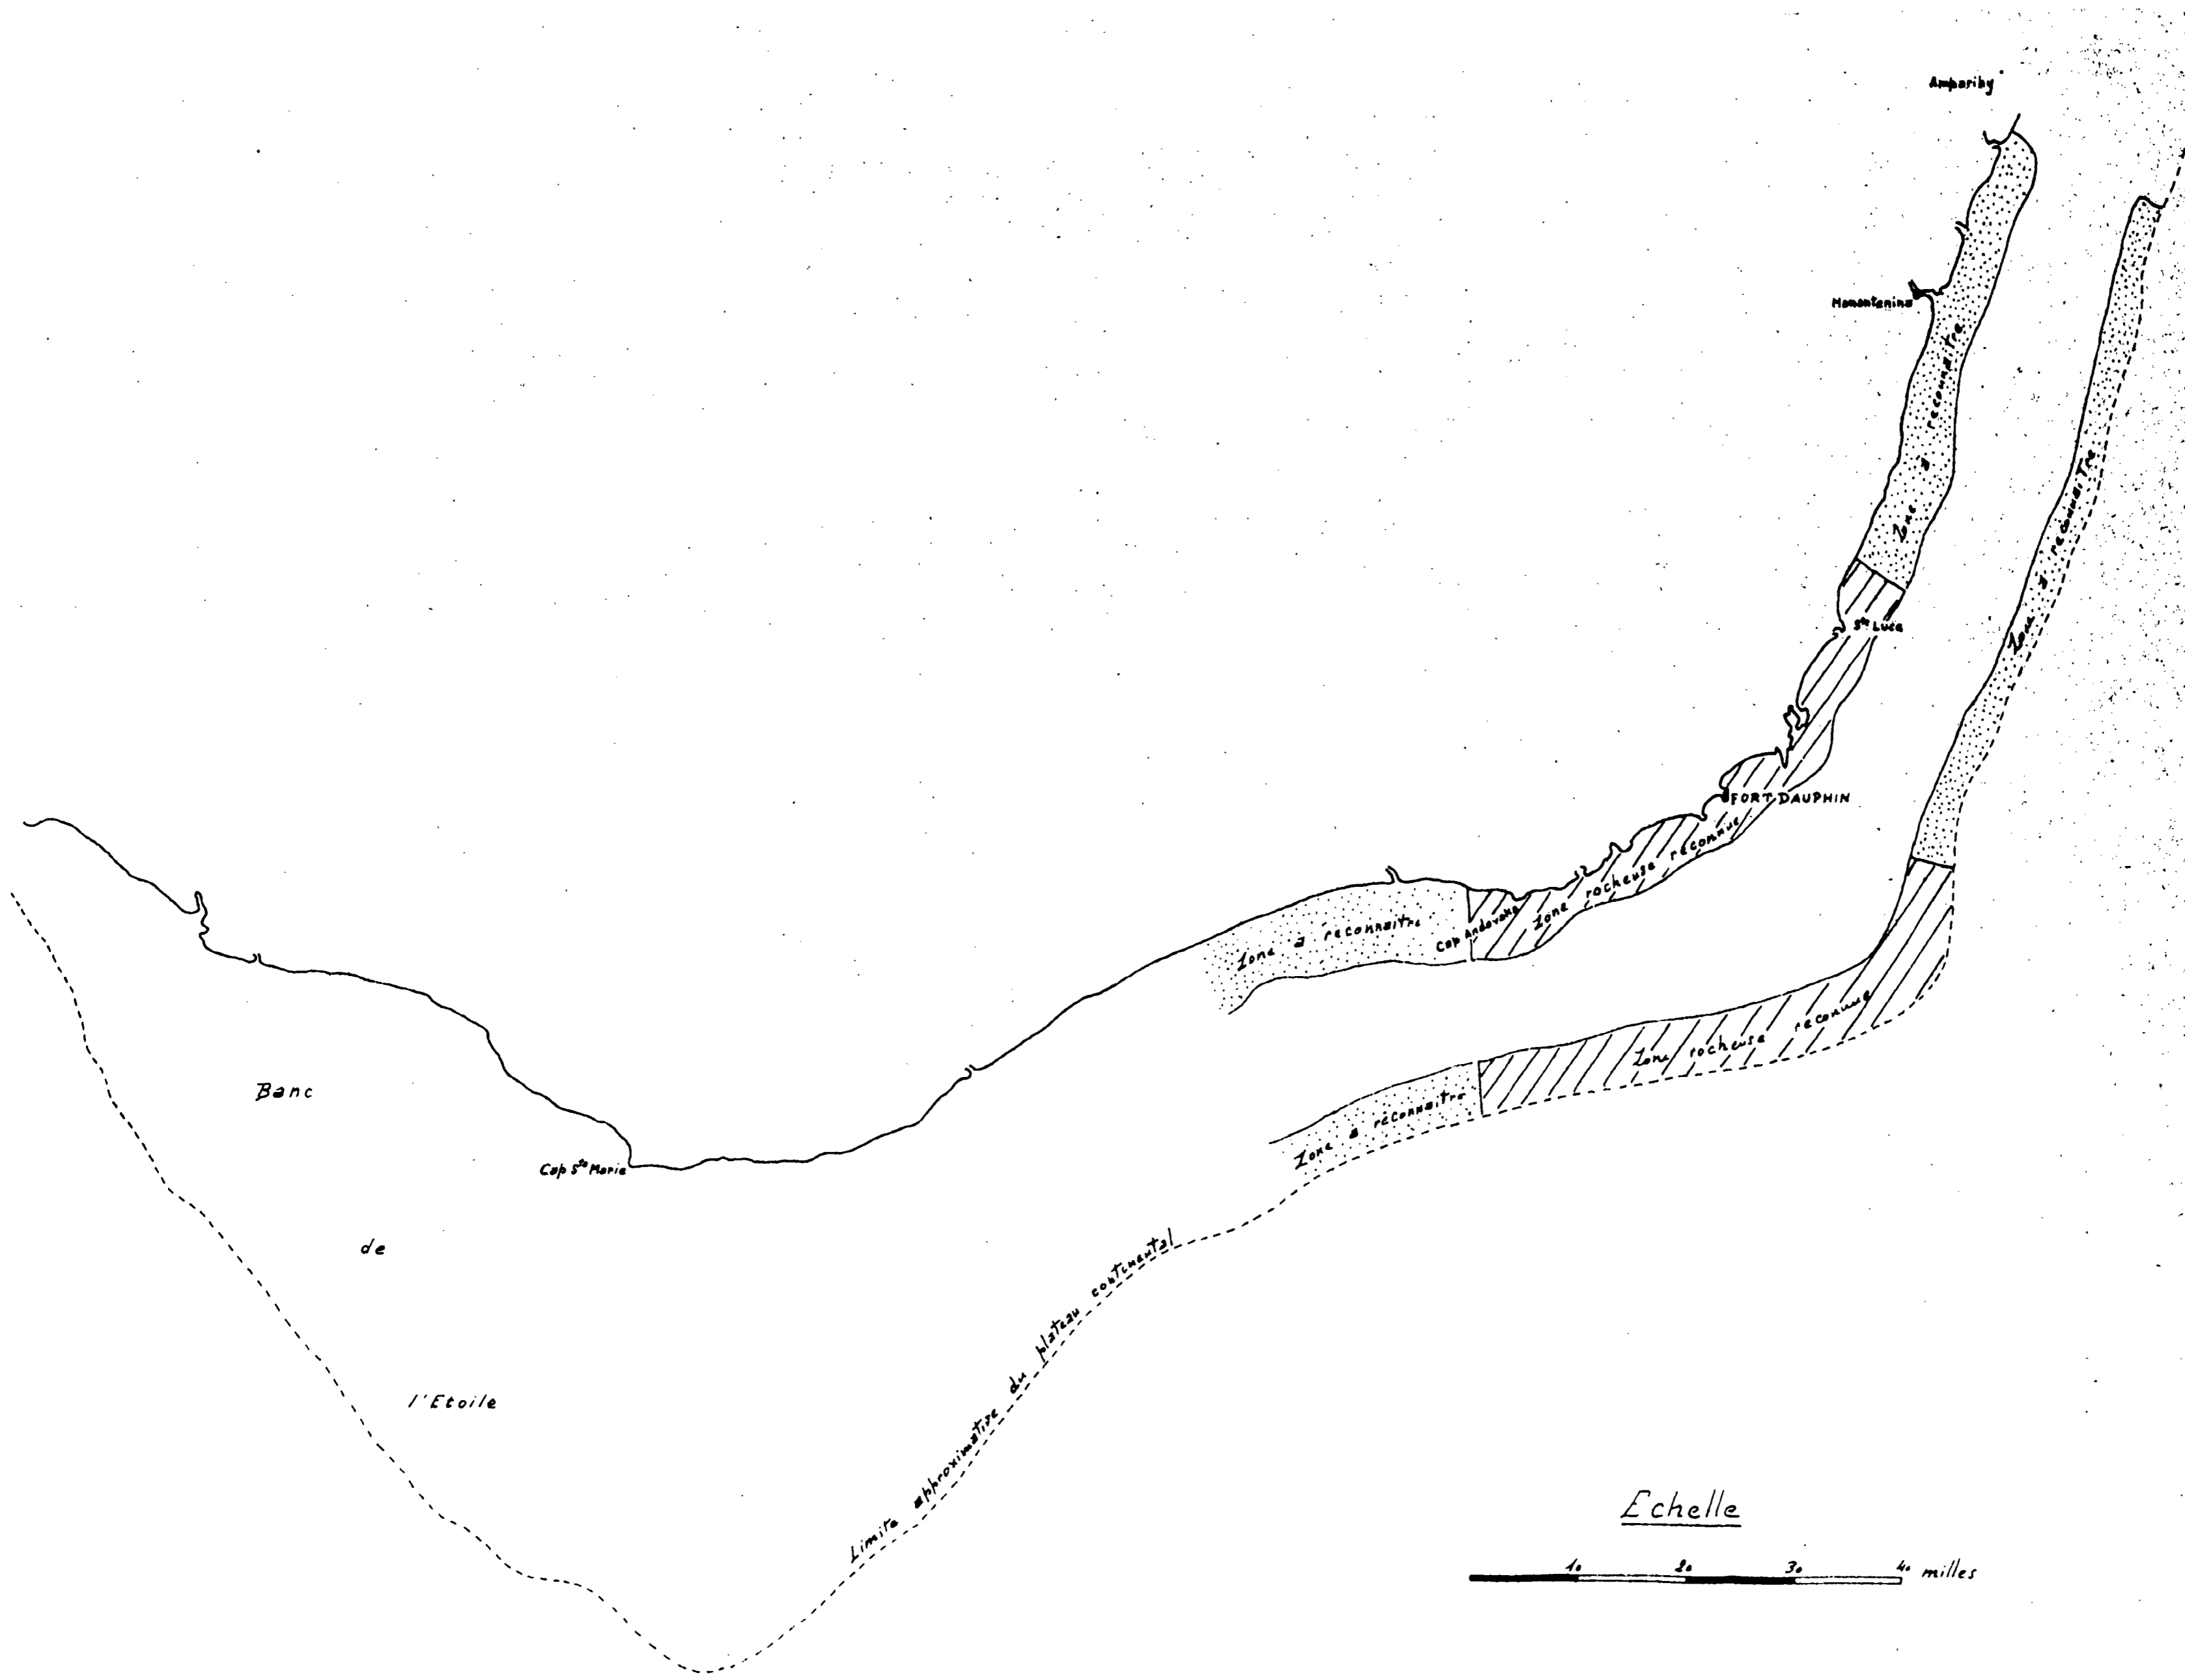 Ampariby
Manantenina
Zone a reconnaitre
Zone a reconnaitre
Ste Luce
FORT-DAUPHIN
Zone rocheuse reconnue
Cap Andavaka
Zone a reconnaitre
Zone rocheuse reconnue
Zone a reconnaitre
Banc
de
l'Etoile
Cap Ste Marie
Limite approximative du plateau continental
Echelle
10 20 30 40 milles